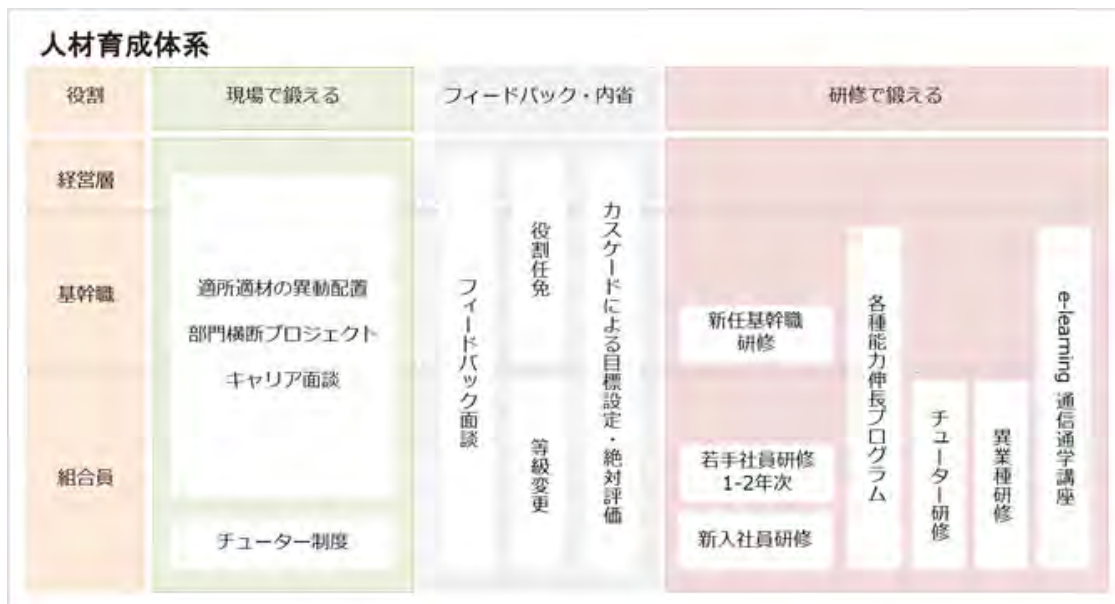 人材育成体系
役割
現場で鍛える
フィードバック・内省
研修で鍛える
経営層
基幹職
組合員
適所適材の異動配置
部門横断プロジェクト
キャリア面談
チューター制度
フィードバック面談
役割任免
等級変更
カスケードによる目標設定・絶対評価
新任基幹職
研修
若手社員研修
1-2年次
新入社員研修
各種能力伸長プログラム
チューター研修
異業種研修
e-learning 通信通学講座